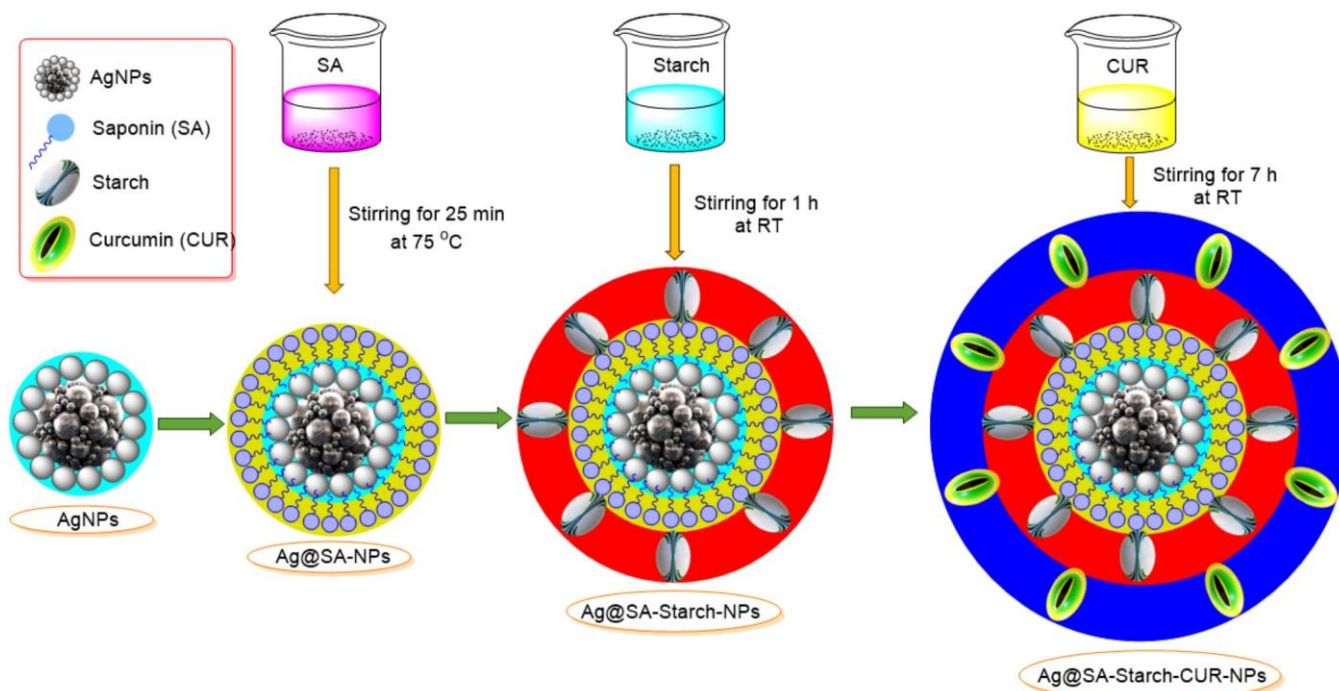 AgNPs
Saponin (SA)
Starch
Curcumin (CUR)
SA
Stirring for 25 min
at 75 °C
Starch
Stirring for 1 h
at RT
CUR
Stirring for 7 h
at RT
AgNPs
Ag@SA-NPs
Ag@SA-Starch-NPs
Ag@SA-Starch-CUR-NPs